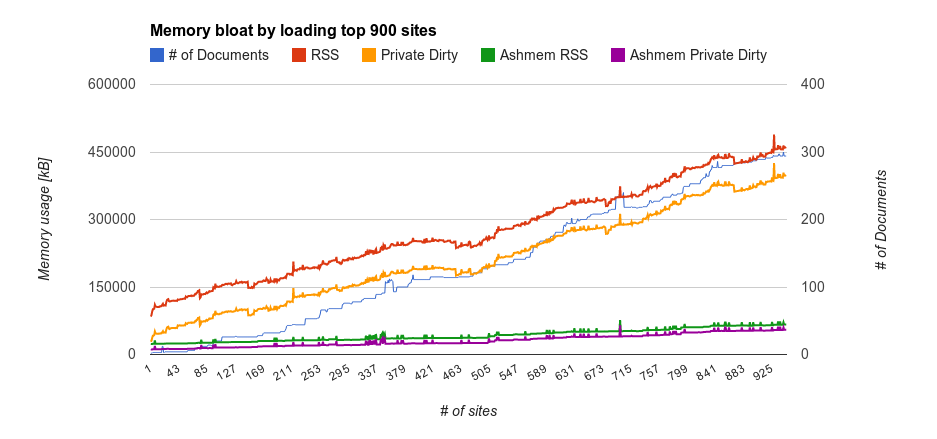 Memory bloat by loading top 900 sites
# of Documents RSS Private Dirty Ashmem RSS Ashmem Private Dirty
600000 400
450000 300
300000 200
150000 100
0 0
Memory usage [kB]
# of Documents
1 43 85 127 169 211 253 295 337 379 421 463 505 547 589 631 673 715 757 799 841 883 925
# of sites